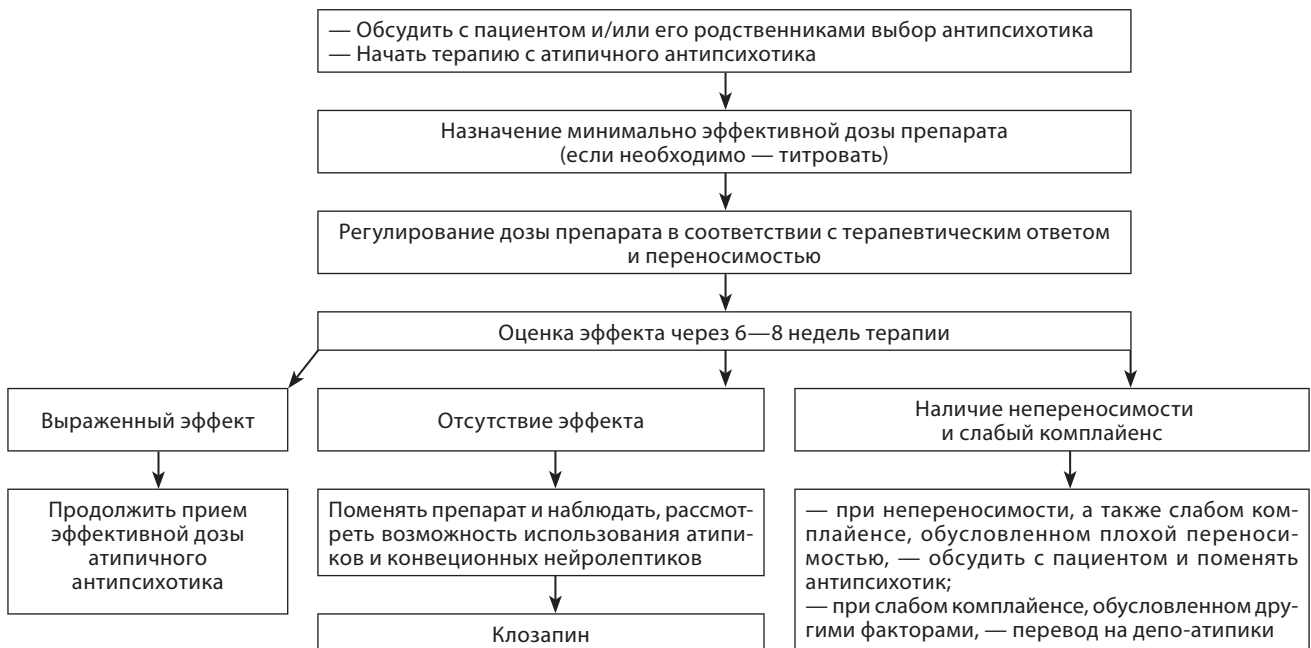 — Обсудить с пациентом и/или его родственниками выбор антипсихотика
— Начать терапию с атипичного антипсихотика
Назначение минимально эффективной дозы препарата
(если необходимо — титровать)
Регулирование дозы препарата в соответствии с терапевтическим ответом
и переносимостью
Оценка эффекта через 6—8 недель терапии
Выраженный эффект
Отсутствие эффекта
Наличие непереносимости
и слабый комплайенс
Продолжить прием
эффективной дозы
атипичного
антипсихотика
Поменять препарат и наблюдать, рассмот-
реть возможность использования атипи-
ков и конвеционных нейролептиков
Клозапин
— при непереносимости, а также слабом ком-
плайенсе, обусловленном плохой переноси-
мостью, — обсудить с пациентом и поменять
антипсихотик;
— при слабом комплайенсе, обусловленном дру-
гими факторами, — перевод на депо-атипики